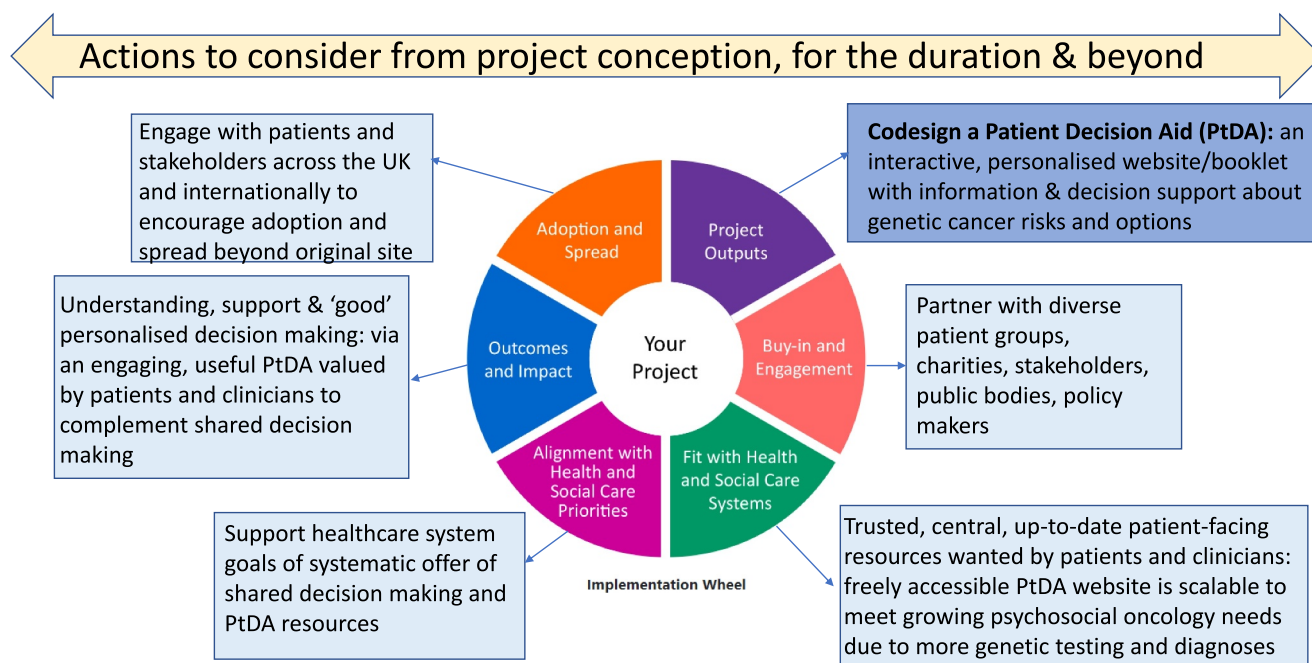 Actions to consider from project conception, for the duration & beyond
Engage with patients and
stakeholders across the UK
and internationally to
encourage adoption and
spread beyond original site
Codesign a Patient Decision Aid (PtDA): an
interactive, personalised website/booklet
with information & decision support about
genetic cancer risks and options
Adoption and
Spread
Project
Outputs
Understanding, support & ‘good’
personalised decision making: via
an engaging, useful PtDA valued
by patients and clinicians to
complement shared decision
making
Outcomes
and Impact
Your
Project
Buy-in and
Engagement
Partner with diverse
patient groups,
charities, stakeholders,
public bodies, policy
makers
Alignment with
Health and
Social Care
Priorities
Fit with Health
and Social Care
Systems
Support healthcare system
goals of systematic offer of
shared decision making and
PtDA resources
Implementation Wheel
Trusted, central, up-to-date patient-facing
resources wanted by patients and clinicians:
freely accessible PtDA website is scalable to
meet growing psychosocial oncology needs
due to more genetic testing and diagnoses